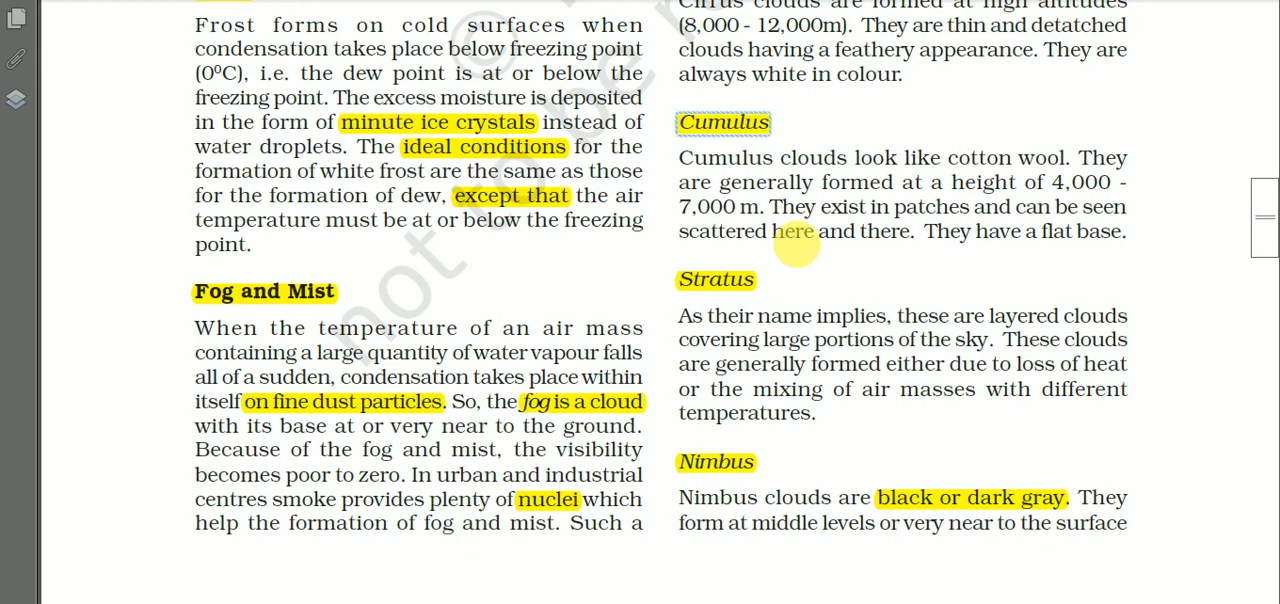 Frost forms on cold surfaces when
condensation takes place below freezing point
(0⁰C), i.e. the dew point is at or below the
freezing point. The excess moisture is deposited
in the form of minute ice crystals instead of
water droplets. The ideal conditions for the
formation of white frost are the same as those
for the formation of dew, except that the air
temperature must be at or below the freezing
point.
Fog and Mist
When the temperature of an air mass
containing a large quantity of water vapour falls
all of a sudden, condensation takes place within
itself on fine dust particles. So, the fog is a cloud
with its base at or very near to the ground.
Because of the fog and mist, the visibility
becomes poor to zero. In urban and industrial
centres smoke provides plenty of nuclei which
help the formation of fog and mist. Such a
Cirrus clouds are formed at high altitudes
(8,000 - 12,000m). They are thin and detatched
clouds having a feathery appearance. They are
always white in colour.
Cumulus
Cumulus clouds look like cotton wool. They
are generally formed at a height of 4,000 -
7,000 m. They exist in patches and can be seen
scattered here and there. They have a flat base.
Stratus
As their name implies, these are layered clouds
covering large portions of the sky. These clouds
are generally formed either due to loss of heat
or the mixing of air masses with different
temperatures.
Nimbus
Nimbus clouds are black or dark gray. They
form at middle levels or very near to the surface
©
not to be